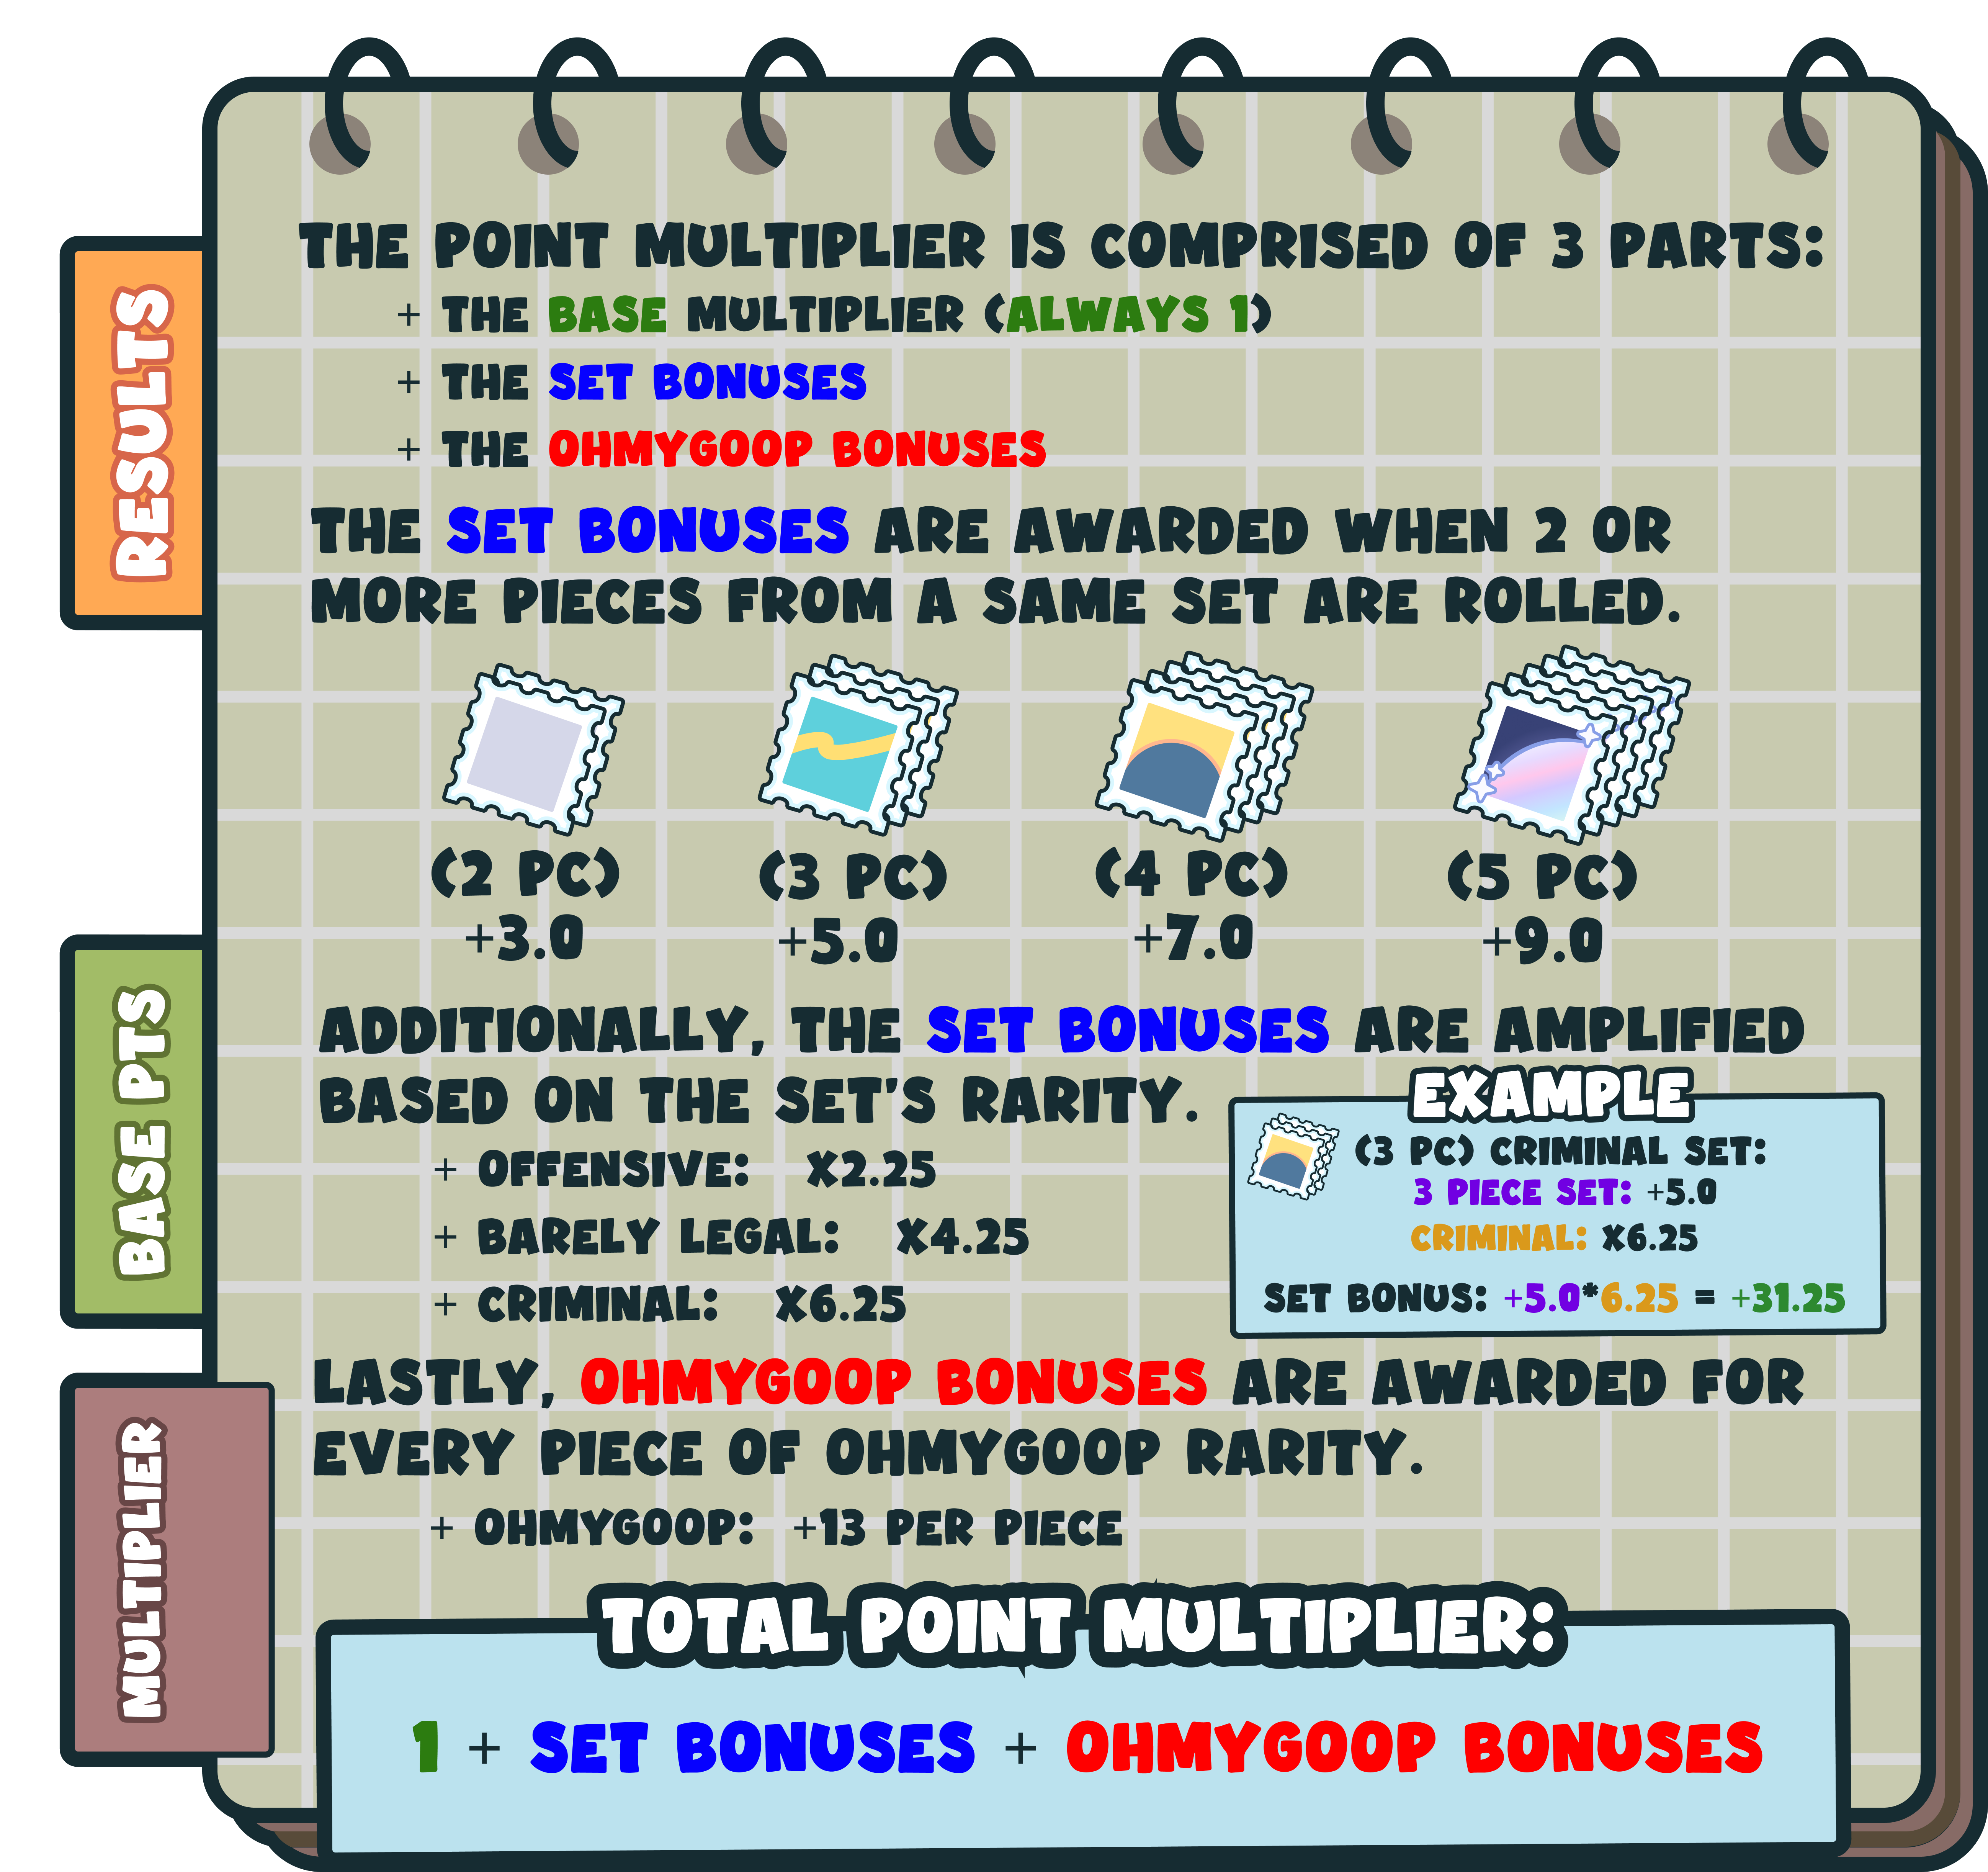 THE POINT MULTIPLIER IS COMPRISED OF 3 PARTS:
+ THE BASE MULTIPLIER (ALWAYS 1)
+ THE SET BONUSES
+ THE OHMYGOOP BONUSES
RESULTS
THE SET BONUSES ARE AWARDED WHEN 2 OR
MORE PIECES FROM A SAME SET ARE ROLLED.
(2 PC) (3 PC) (4 PC) (5 PC)
+3.0 +5.0 +7.0 +9.0
BASE PTS
ADDITIONALLY, THE SET BONUSES ARE AMPLIFIED
BASED ON THE SET'S RARITY.
+ OFFENSIVE: X2.25
+ BARELY LEGAL: X4.25
+ CRIMINAL: X6.25
EXAMPLE
(3 PC) CRIMINAL SET:
3 PIECE SET: +5.0
CRIMINAL: X6.25
SET BONUS: +5.0*6.25 = +31.25
LASTLY, OHMYGOOP BONUSES ARE AWARDED FOR
EVERY PIECE OF OHMYGOOP RARITY.
+ OHMYGOOP: +13 PER PIECE
MULTIPLIER
TOTAL POINT MULTIPLIER:
1 + SET BONUSES + OHMYGOOP BONUSES